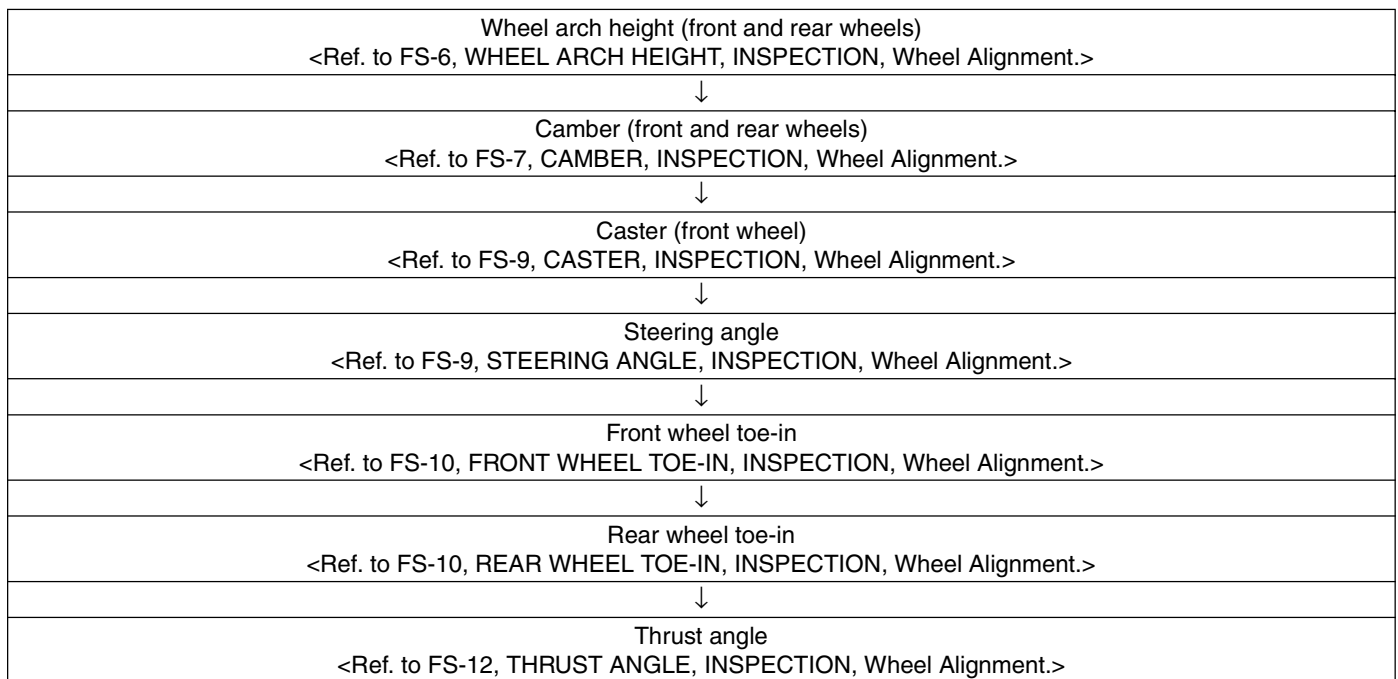 Wheel arch height (front and rear wheels)
<Ref. to FS-6, WHEEL ARCH HEIGHT, INSPECTION, Wheel Alignment.>
↓
Camber (front and rear wheels)
<Ref. to FS-7, CAMBER, INSPECTION, Wheel Alignment.>
↓
Caster (front wheel)
<Ref. to FS-9, CASTER, INSPECTION, Wheel Alignment.>
↓
Steering angle
<Ref. to FS-9, STEERING ANGLE, INSPECTION, Wheel Alignment.>
↓
Front wheel toe-in
<Ref. to FS-10, FRONT WHEEL TOE-IN, INSPECTION, Wheel Alignment.>
↓
Rear wheel toe-in
<Ref. to FS-10, REAR WHEEL TOE-IN, INSPECTION, Wheel Alignment.>
↓
Thrust angle
<Ref. to FS-12, THRUST ANGLE, INSPECTION, Wheel Alignment.>